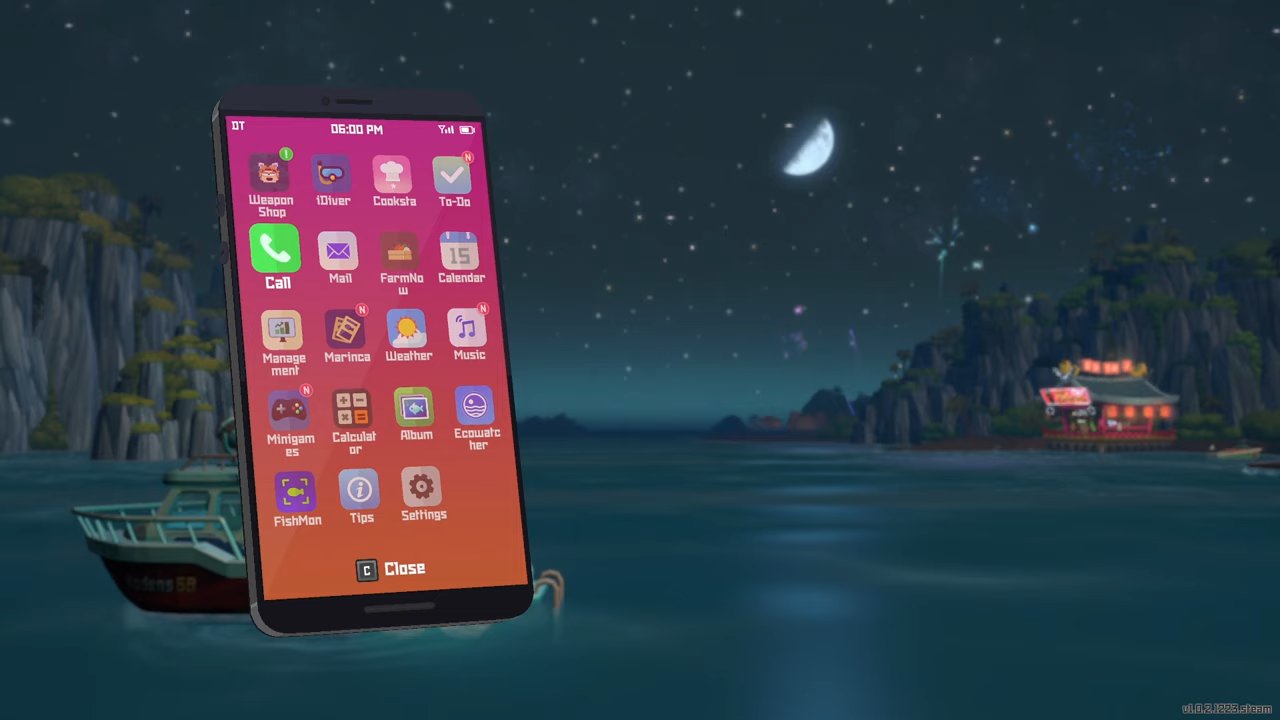 DT
06:00 PM
Weapon
Shop
iDiver
Cooksta
N
To-Do
Call
Mail
FarmNo
w
15
Calendar
Manage
ment
N
Marinca
Weather
N
Music
N
Minigam
es
Calculat
or
Album
Ecowatc
her
FishMon
Tips
Settings
C Close
v1.0.2.1223.steam